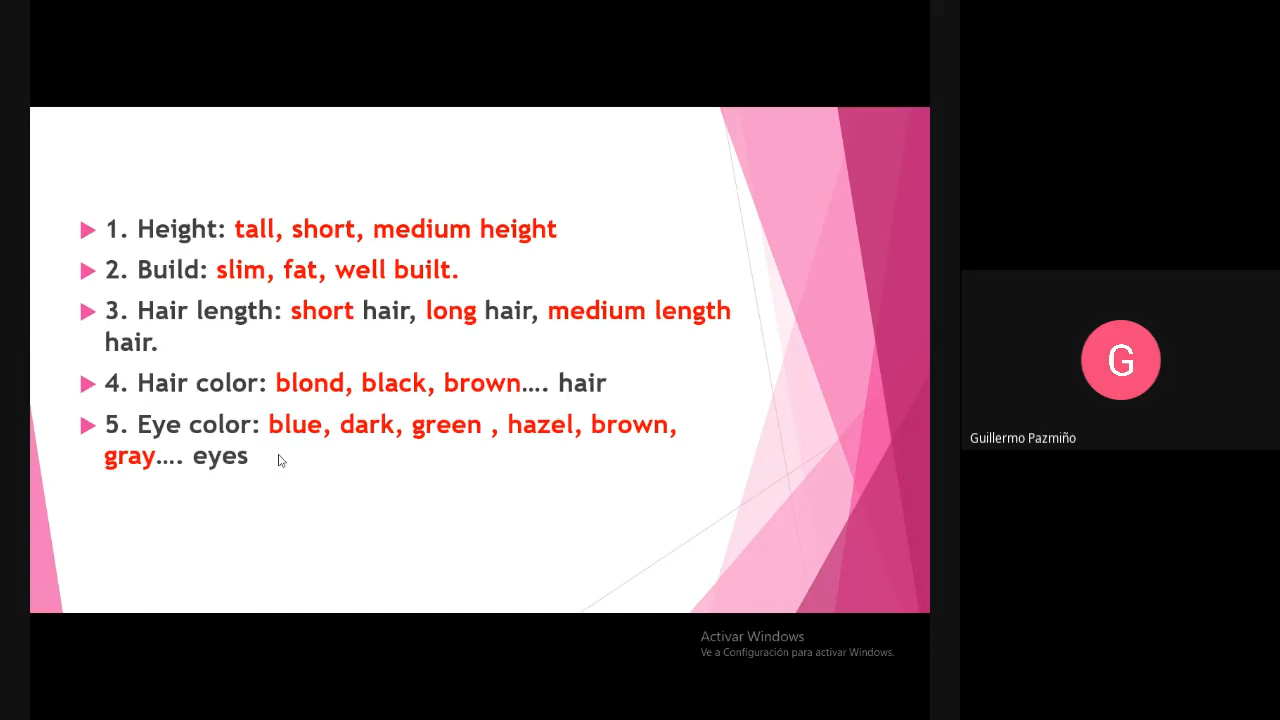 1. Height: tall, short, medium height
2. Build: slim, fat, well built.
3. Hair length: short hair, long hair, medium length
hair.
4. Hair color: blond, black, brown…. hair
5. Eye color: blue, dark, green , hazel, brown,
gray…. eyes
G
Guillermo Pazmiño
Activar Windows
Ve a Configuración para activar Windows.